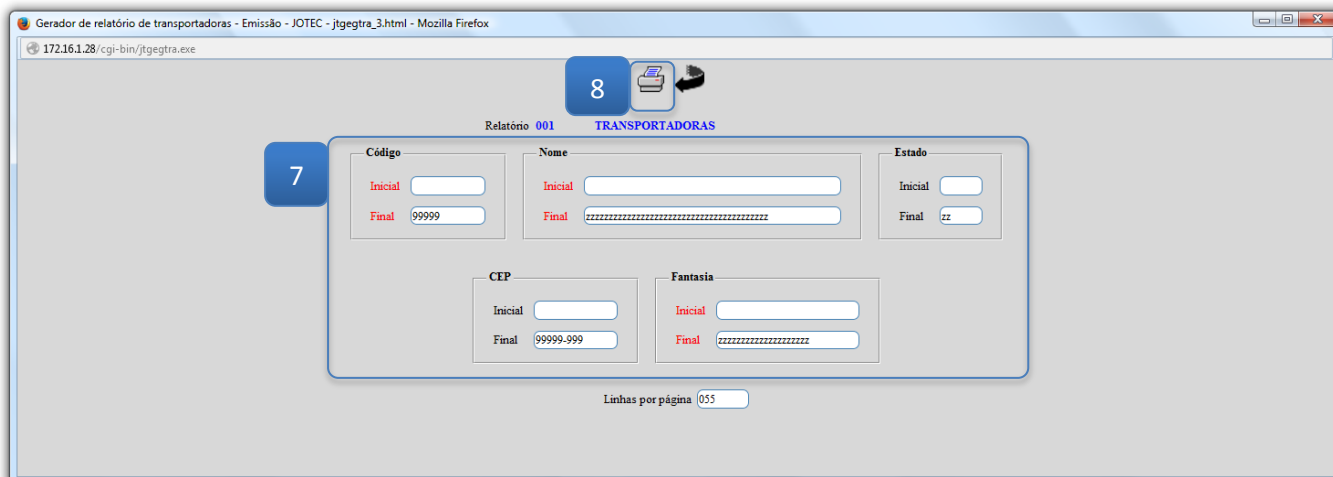 Gerador de relatório de transportadoras - Emissão - JOTEC - jtgegtra_3.html - Mozilla Firefox
172.16.1.28/cgi-bin/jtgegtra.exe
8
Relatório 001 TRANSPORTADORAS
7
Código Nome Estado
Inicial Inicial Inicial
Final 99999 Final zzzzzzzzzzzzzzzzzzzzzzzzzzzzzzzzzzzzzzzz Final zz
CEP Fantasia
Inicial Inicial
Final 99999-999 Final zzzzzzzzzzzzzzzzzzzz
Linhas por página 055